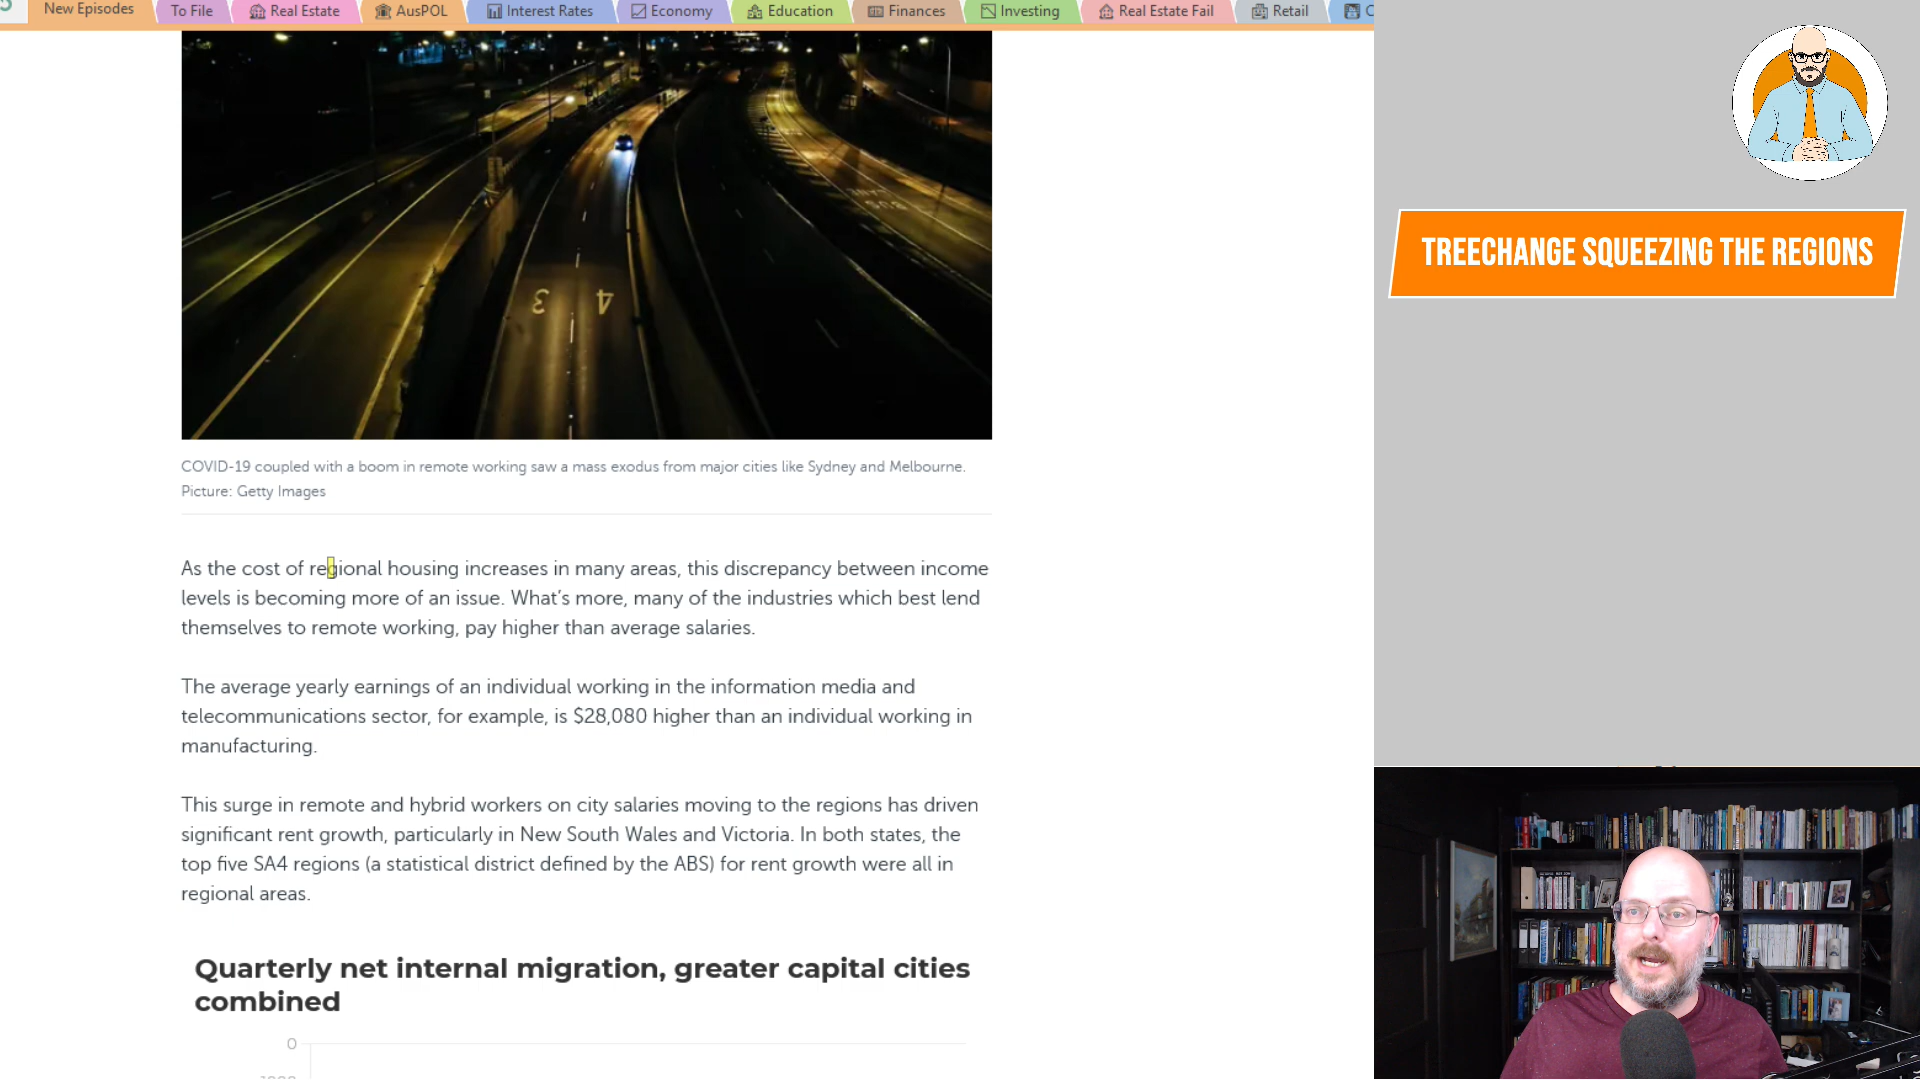 New Episodes
To File
Real Estate
AusPOL
Interest Rates
Economy
Education
Finances
Investing
Real Estate Fail
Retail
TREECHANGE SQUEEZING THE REGIONS
3 4
COVID-19 coupled with a boom in remote working saw a mass exodus from major cities like Sydney and Melbourne.
Picture: Getty Images
As the cost of regional housing increases in many areas, this discrepancy between income
levels is becoming more of an issue. What’s more, many of the industries which best lend
themselves to remote working, pay higher than average salaries.
The average yearly earnings of an individual working in the information media and
telecommunications sector, for example, is $28,080 higher than an individual working in
manufacturing.
This surge in remote and hybrid workers on city salaries moving to the regions has driven
significant rent growth, particularly in New South Wales and Victoria. In both states, the
top five SA4 regions (a statistical district defined by the ABS) for rent growth were all in
regional areas.
Quarterly net internal migration, greater capital cities
combined
0